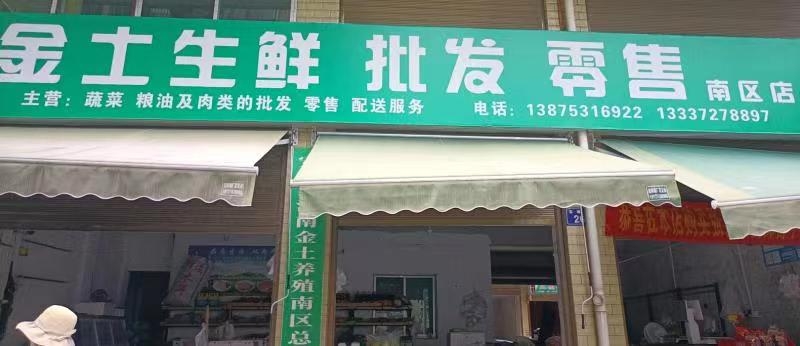 金土生鲜 批发 零售 南区店
主营：蔬菜 粮油及肉类的批发 零售 配送服务 电话：13875316922 13337278897
南金土养殖南区总